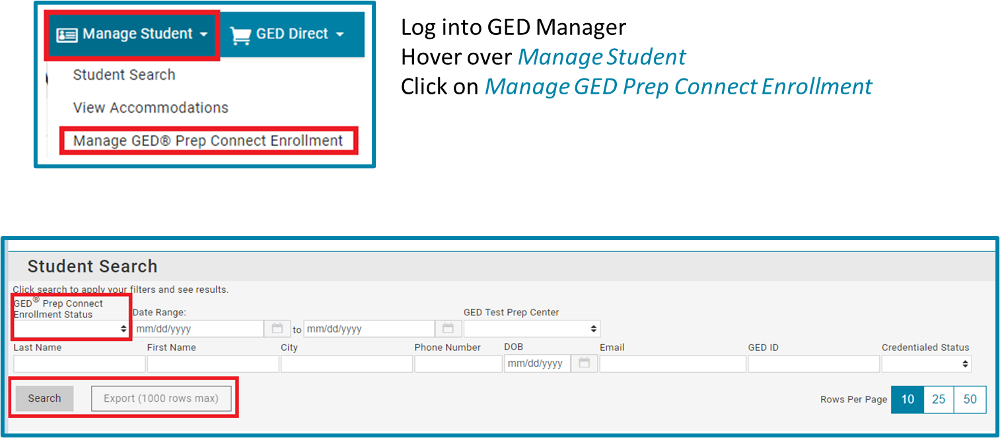 Manage Student GED Direct
Student Search
View Accommodations
Manage GED® Prep Connect Enrollment
Log into GED Manager
Hover over Manage Student
Click on Manage GED Prep Connect Enrollment
Student Search
Click search to apply your filters and see results.
GED® Prep Connect
Enrollment Status
Date Range:
GED Test Prep Center
mm/dd/yyyy to mm/dd/yyyy
Last Name First Name City Phone Number DOB Email GED ID Credentialed Status
mm/dd/yyyy
Search Export (1000 rows max) Rows Per Page 10 25 50